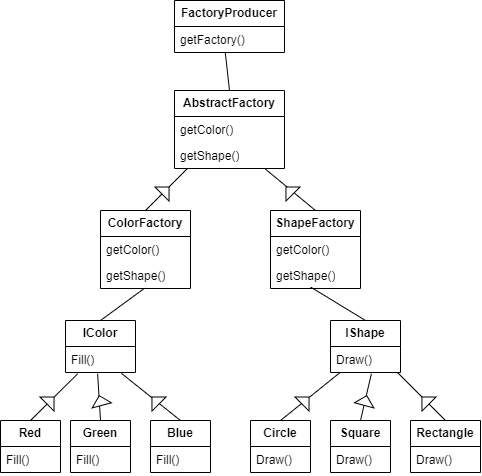 FactoryProducer
getFactory()
AbstractFactory
getColor()
getShape()
ColorFactory
getColor()
getShape()
ShapeFactory
getColor()
getShape()
IColor
Fill()
IShape
Draw()
Red
Fill()
Green
Fill()
Blue
Fill()
Circle
Draw()
Square
Draw()
Rectangle
Draw()